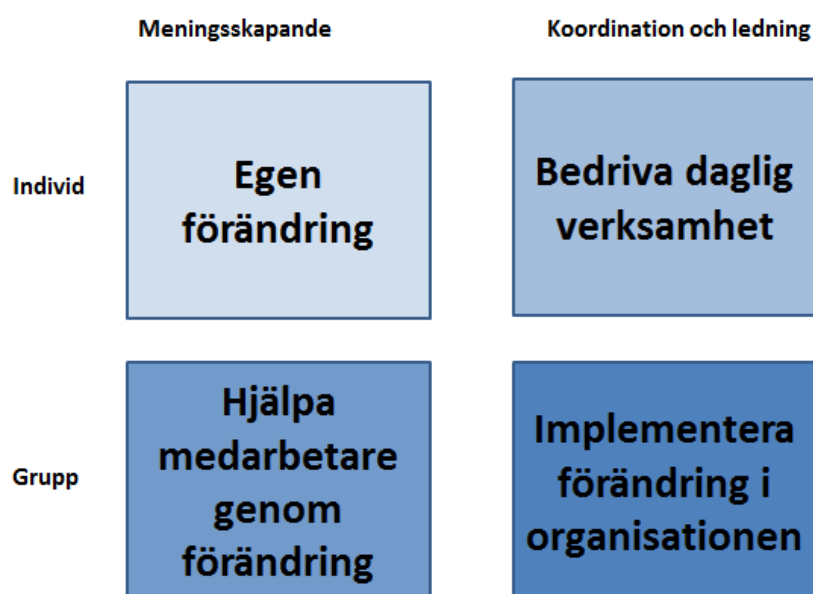 Meningsskapande
Koordination och ledning
Individ
Egen
förändring
Bedriva daglig
verksamhet
Grupp
Hjälpa
medarbetare
genom
förändring
Implementera
förändring i
organisationen